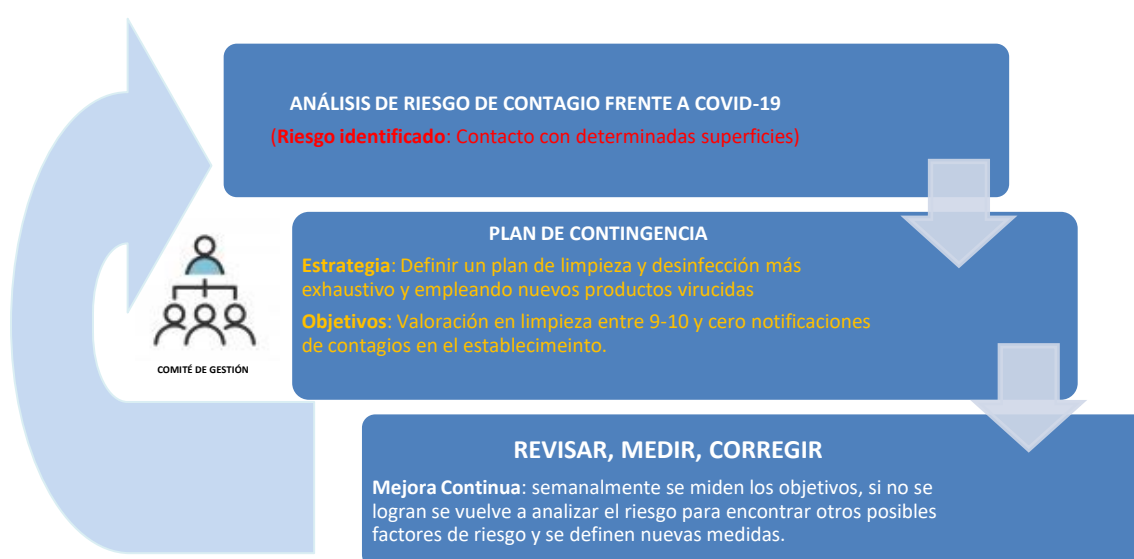 ANÁLISIS DE RIESGO DE CONTAGIO FRENTE A COVID-19
(Riesgo identificado: Contacto con determinadas superficies)
PLAN DE CONTINGENCIA
Estrategia: Definir un plan de limpieza y desinfección más
exhaustivo y empleando nuevos productos virucidas
Objetivos: Valoración en limpieza entre 9-10 y cero notificaciones
de contagios en el establecimeinto.
COMITÉ DE GESTIÓN
REVISAR, MEDIR, CORREGIR
Mejora Continua: semanalmente se miden los objetivos, si no se
logran se vuelve a analizar el riesgo para encontrar otros posibles
factores de riesgo y se definen nuevas medidas.